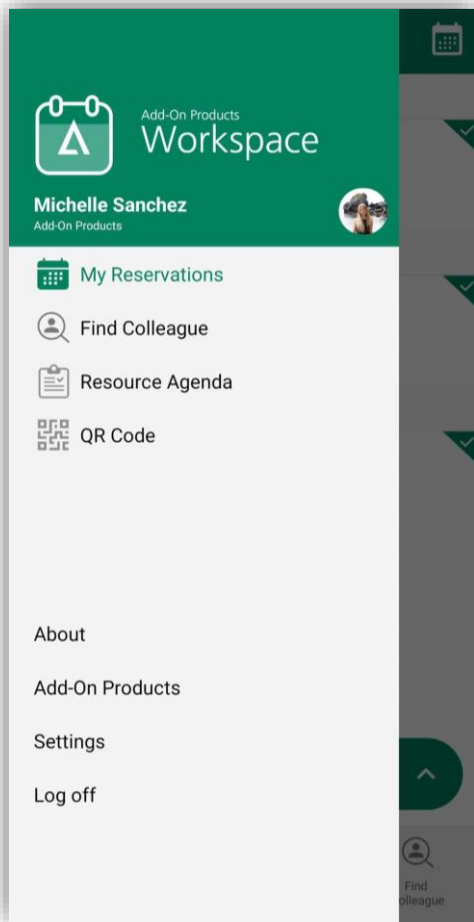 Add-On Products
Workspace
Michelle Sanchez
Add-On Products
My Reservations
Find Colleague
Resource Agenda
QR Code
About
Add-On Products
Settings
Log off
Find
olleague